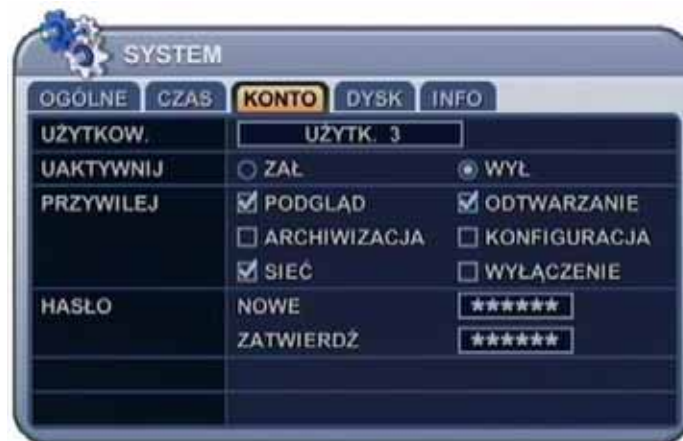 SYSTEM
OGÓLNE CZAS KONTO DYSK INFO
UŻYTKOW. UŻYTK. 3
UAKTYWNIJ ZAŁ WYŁ
PRZYWILEJ PODGLĄD ODTWARZANIE
ARCHIWIZACJA KONFIGURACJA
SIEĆ WYŁĄCZENIE
HASŁO NOWE ******
ZATWIERDŹ ******